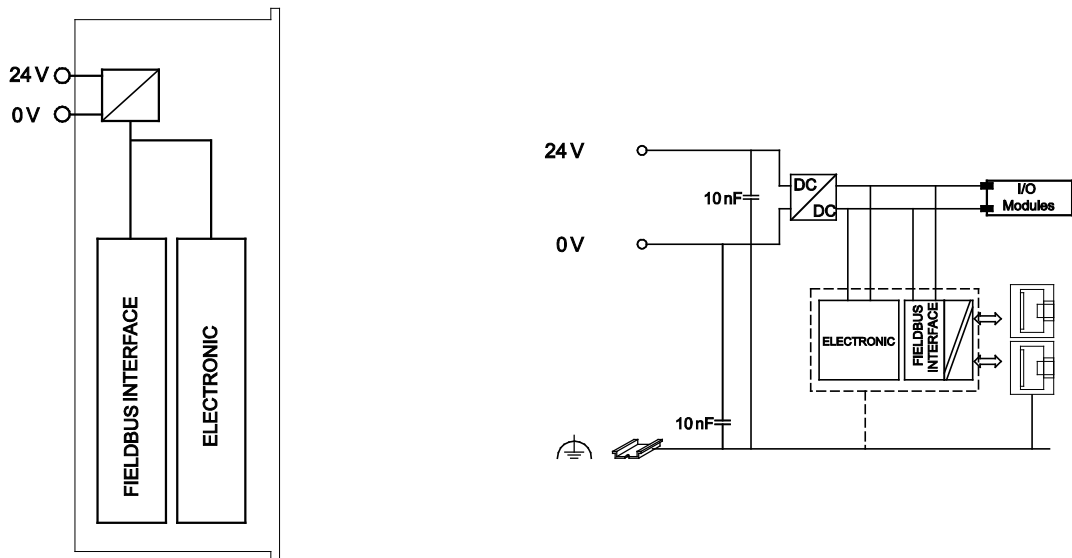 24 V
0 V
FIELDBUS INTERFACE
ELECTRONIC
24 V
0 V
10 nF
DC
DC
I/O
Modules
ELECTRONIC
FIELDBUS
INTERFACE
10 nF